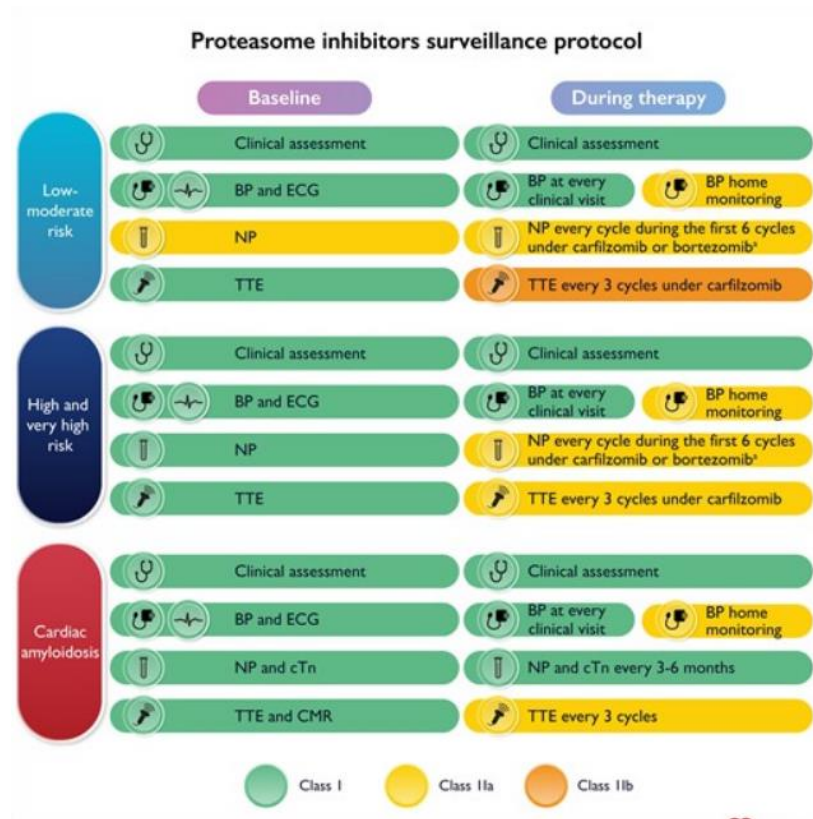 Proteasome inhibitors surveillance protocol
Baseline
During therapy
Low-
moderate
risk
Clinical assessment
Clinical assessment
BP and ECG
BP at every
clinical visit
BP home
monitoring
NP
NP every cycle during the first 6 cycles
under carfilzomib or bortezomibª
TTE
TTE every 3 cycles under carfilzomib
High and
very high
risk
Clinical assessment
Clinical assessment
BP and ECG
BP at every
clinical visit
BP home
monitoring
NP
NP every cycle during the first 6 cycles
under carfilzomib or bortezomibª
TTE
TTE every 3 cycles under carfilzomib
Cardiac
amyloidosis
Clinical assessment
Clinical assessment
BP and ECG
BP at every
clinical visit
BP home
monitoring
NP and cTn
NP and cTn every 3-6 months
TTE and CMR
TTE every 3 cycles
Class I
Class IIa
Class IIb